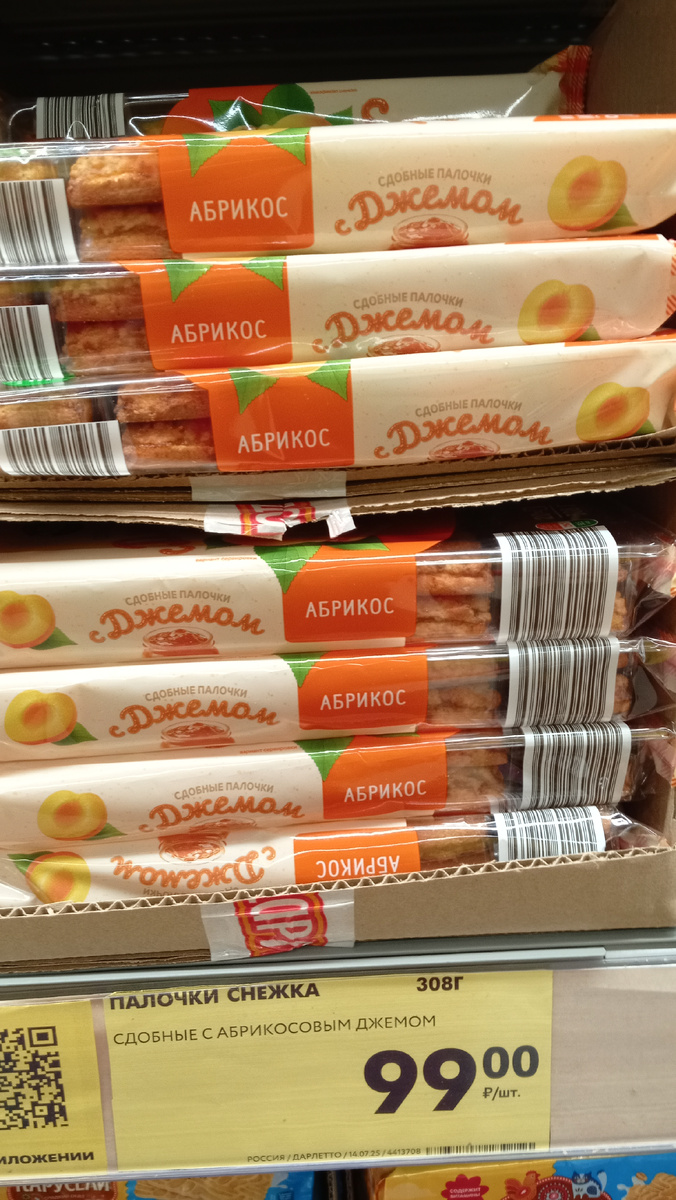 АБРИКОС
СДОБНЫЕ ПАЛОЧКИ
с Джемом
АБРИКОС
СДОБНЫЕ ПАЛОЧКИ
с Джемом
АБРИКОС
СДОБНЫЕ ПАЛОЧКИ
с Джемом
СДОБНЫЕ ПАЛОЧКИ
с Джемом
АБРИКОС
СДОБНЫЕ ПАЛОЧКИ
с Джемом
АБРИКОС
СДОБНЫЕ ПАЛОЧКИ
с Джемом
АБРИКОС
с Джемом
АБРИКОС
ПАЛОЧКИ СНЕЖКА 308Г
СДОБНЫЕ С АБРИКОСОВЫМ ДЖЕМОМ
99 00
₽/шт.
РОССИЯ / ДАРЛЕТТО / 14.07.25 / 4413708
ИЛОЖЕНИИ
КАРУСЕЛИ
СОДЕРЖИТ